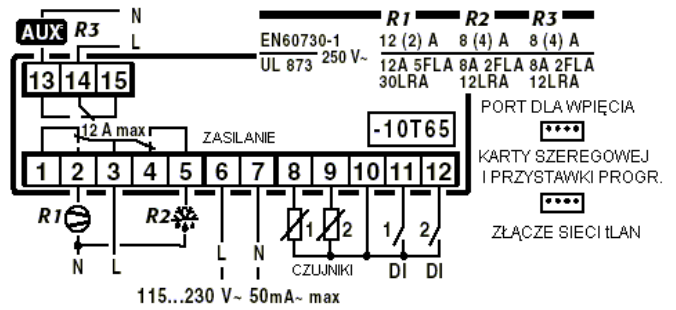 AUX R3 N
L
R1 R2 R3
EN60730-1 12 (2) A 8 (4) A 8 (4) A
UL 873 250 V~ 12A 5FLA 8A 2FLA 8A 2FLA
30LRA 12LRA 12LRA
13 14 15
12 A max
ZASILANIE
-10T65
PORT DLA WPIĘCIA
KARTY SZEREGOWEJ
I PRZYSTAWKI PROGR.
ZŁĄCZE SIECI tLAN
1 2 3 4 5 6 7 8 9 10 11 12
R1 R2 1 2 1 2
N L L N CZUJNIKI DI DI
115...230 V~ 50mA~ max